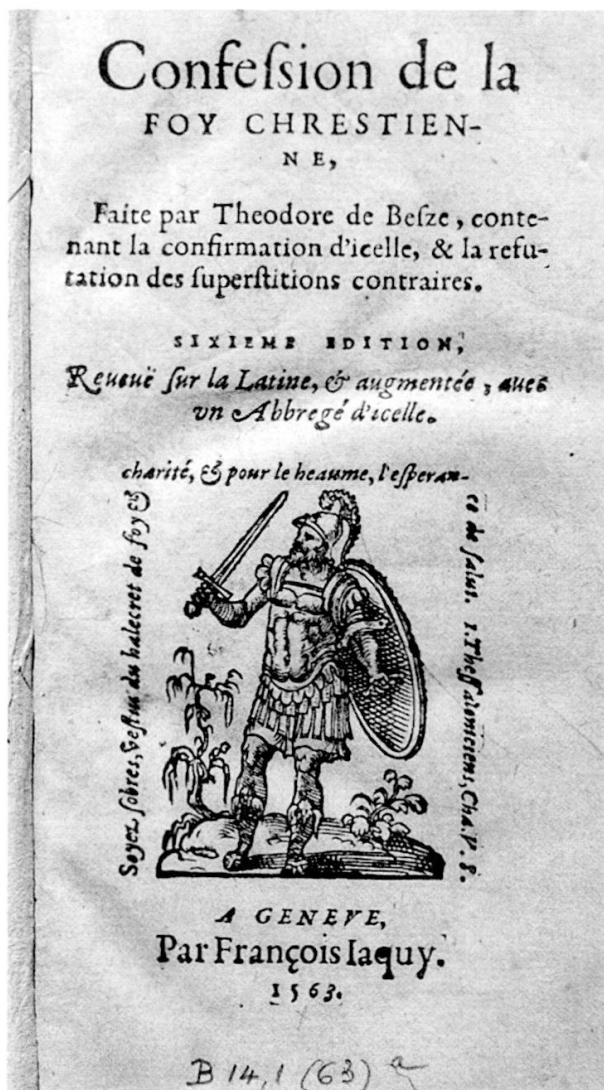 Confeſsion de la
FOY CHRESTIEN-
NE,
Faite par Theodore de Beſze, conte-
nant la confirmation d'icelle, & la refu-
tation des ſuperſtitions contraires.
SIXIEME EDITION,
Reueuë ſur la Latine, & augmentée, auec
vn Abbregé d'icelle.
Soyez ſobres, veſtus du halecret de foy &
charité, & pour le heaume, l'eſperan-
ce de ſalut. 1. Theſſaloniciens, Cha. V. 8.
A GENEVE,
Par François Iaquy.
1563.
B 14,1 (63) a